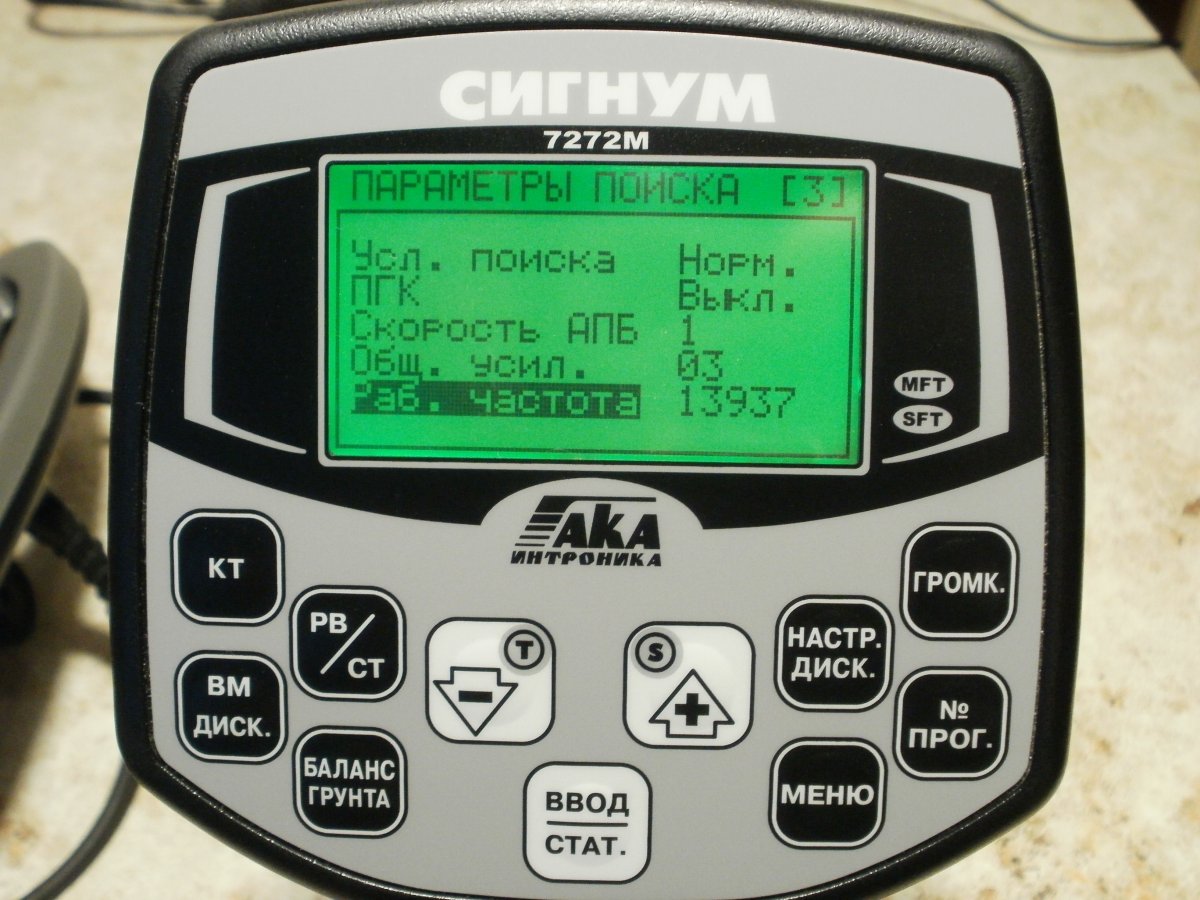 СИГНУМ
7272М
ПАРАМЕТРЫ ПОИСКА [3]
Усл. поиска Норм.
ПГК Выкл.
Скорость АПБ 1
Общ. усил. 03
Раб. частота 13937
MFT
SFT
АКА
ИНТРОНИКА
КТ
РВ/СТ
ВМ
ДИСК.
БАЛАНС
ГРУНТА
T
-
S
+
ВВОД
СТАТ.
НАСТР.
ДИСК.
ГРОМК.
№
ПРОГ.
МЕНЮ